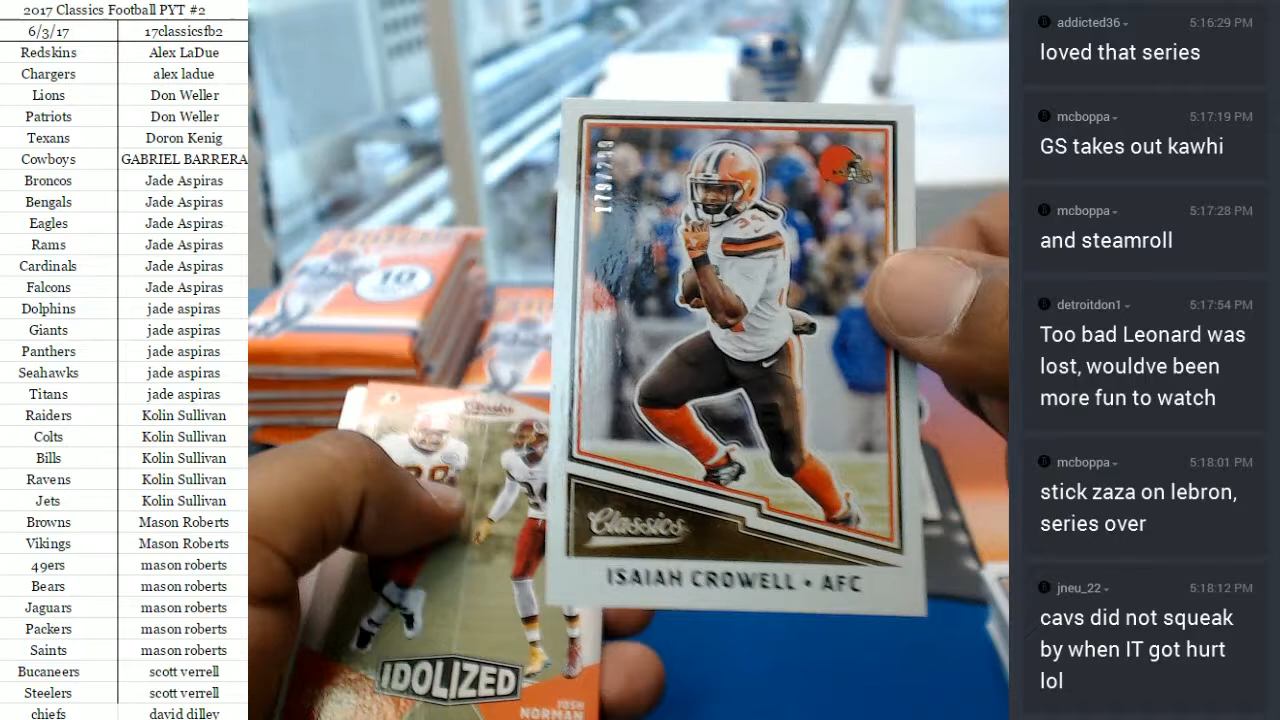 2017 Classics Football PYT #2
6/3/17 17classicsfb2
Redskins Alex LaDue
Chargers alex ladue
Lions Don Weller
Patriots Don Weller
Texans Doron Kenig
Cowboys GABRIEL BARRERA
Broncos Jade Aspiras
Bengals Jade Aspiras
Eagles Jade Aspiras
Rams Jade Aspiras
Cardinals Jade Aspiras
Falcons Jade Aspiras
Dolphins jade aspiras
Giants jade aspiras
Panthers jade aspiras
Seahawks jade aspiras
Titans jade aspiras
Raiders Kolin Sullivan
Colts Kolin Sullivan
Bills Kolin Sullivan
Ravens Kolin Sullivan
Jets Kolin Sullivan
Browns Mason Roberts
Vikings Mason Roberts
49ers mason roberts
Bears mason roberts
Jaguars mason roberts
Packers mason roberts
Saints mason roberts
Bucaneers scott verrell
Steelers scott verrell
chiefs david dilley
10
Classics
IDOLIZED
JOSH
NORMAN
179/299
34
Classics
ISAIAH CROWELL • AFC
addicted36 5:16:29 PM
loved that series
mcboppa 5:17:19 PM
GS takes out kawhi
mcboppa 5:17:28 PM
and steamroll
detroitdon1 5:17:54 PM
Too bad Leonard was
lost, wouldve been
more fun to watch
mcboppa 5:18:01 PM
stick zaza on lebron,
series over
jneu_22 5:18:12 PM
cavs did not squeak
by when IT got hurt
lol